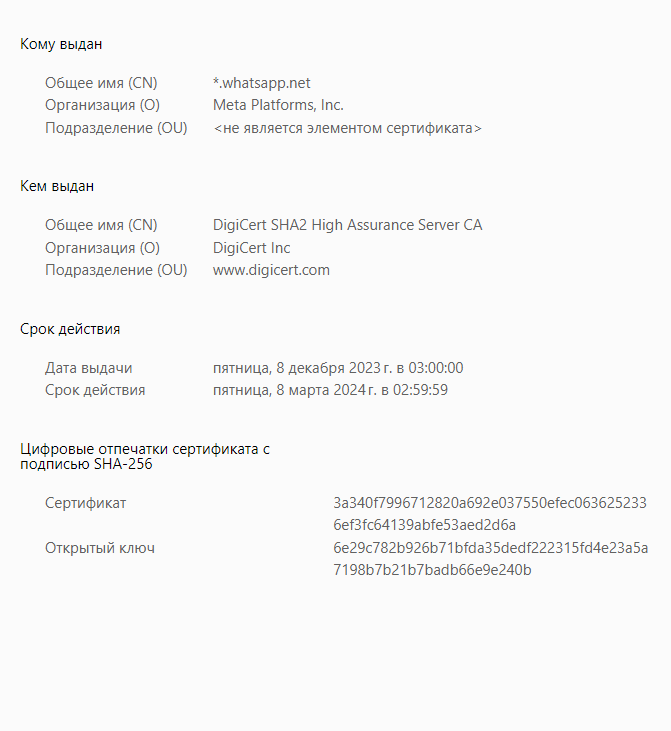 Кому выдан
Общее имя (CN) *.whatsapp.net
Организация (O) Meta Platforms, Inc.
Подразделение (OU) <не является элементом сертификата>
Кем выдан
Общее имя (CN) DigiCert SHA2 High Assurance Server CA
Организация (O) DigiCert Inc
Подразделение (OU) www.digicert.com
Срок действия
Дата выдачи пятница, 8 декабря 2023 г. в 03:00:00
Срок действия пятница, 8 марта 2024 г. в 02:59:59
Цифровые отпечатки сертификата с
подписью SHA-256
Сертификат 3a340f7996712820a692e037550efec063625233
6ef3fc64139abfe53aed2d6a
Открытый ключ 6e29c782b926b71bfda35dedf222315fd4e23a5a
7198b7b21b7badb66e9e240b